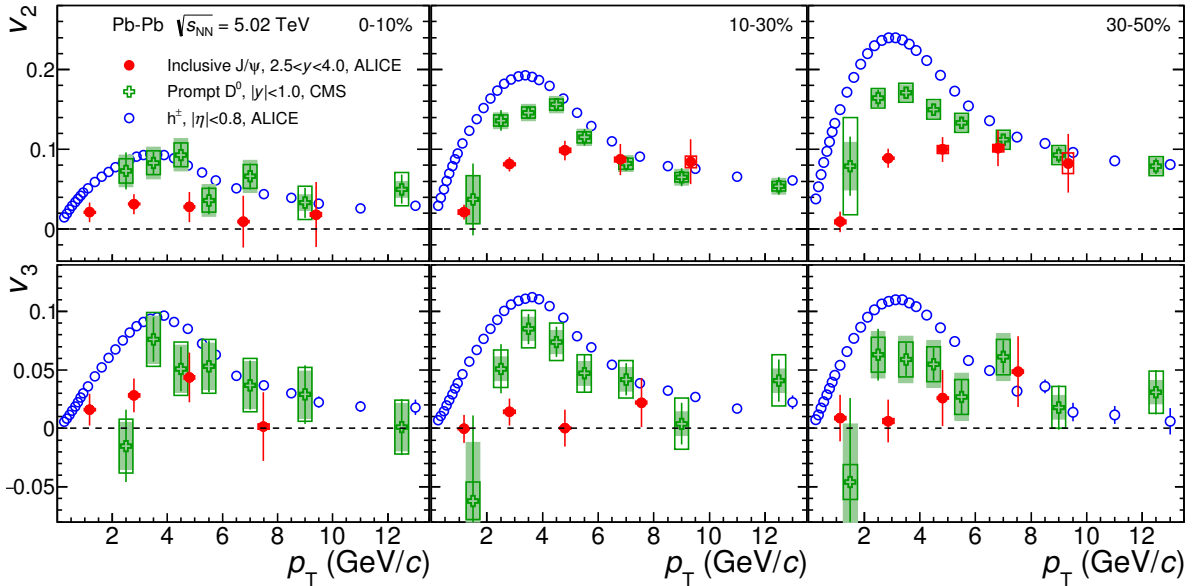 v₂
Pb-Pb √sNN = 5.02 TeV 0-10%
10-30%
30-50%
Inclusive J/ψ, 2.5<y<4.0, ALICE
Prompt D⁰, |y|<1.0, CMS
h±, |η|<0.8, ALICE
0.2
0.1
0
v₃
0.1
0.05
0
−0.05
2 4 6 8 10 12 2 4 6 8 10 12 2 4 6 8 10 12
pT (GeV/c) pT (GeV/c) pT (GeV/c)